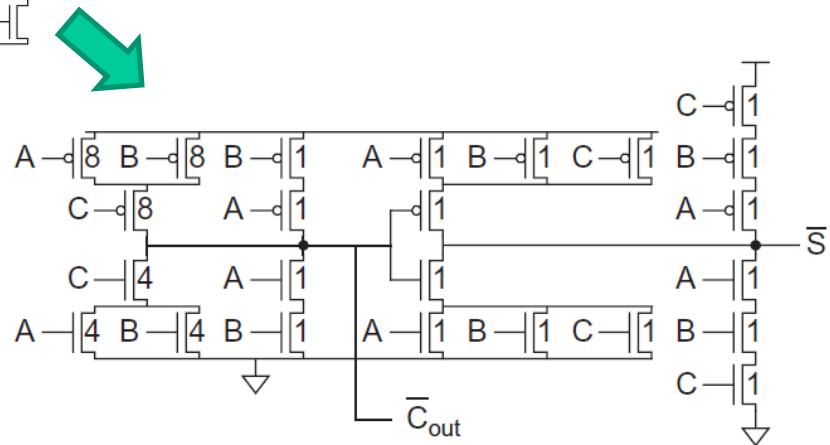 C 1
A 8 B 8 B 1 A 1 B 1 C 1 B 1
C 8 A 1 1 A 1
S̅
C 4 A 1 1 A 1
A 4 B 4 B 1 A 1 B 1 C 1 B 1
C 1
C̅out